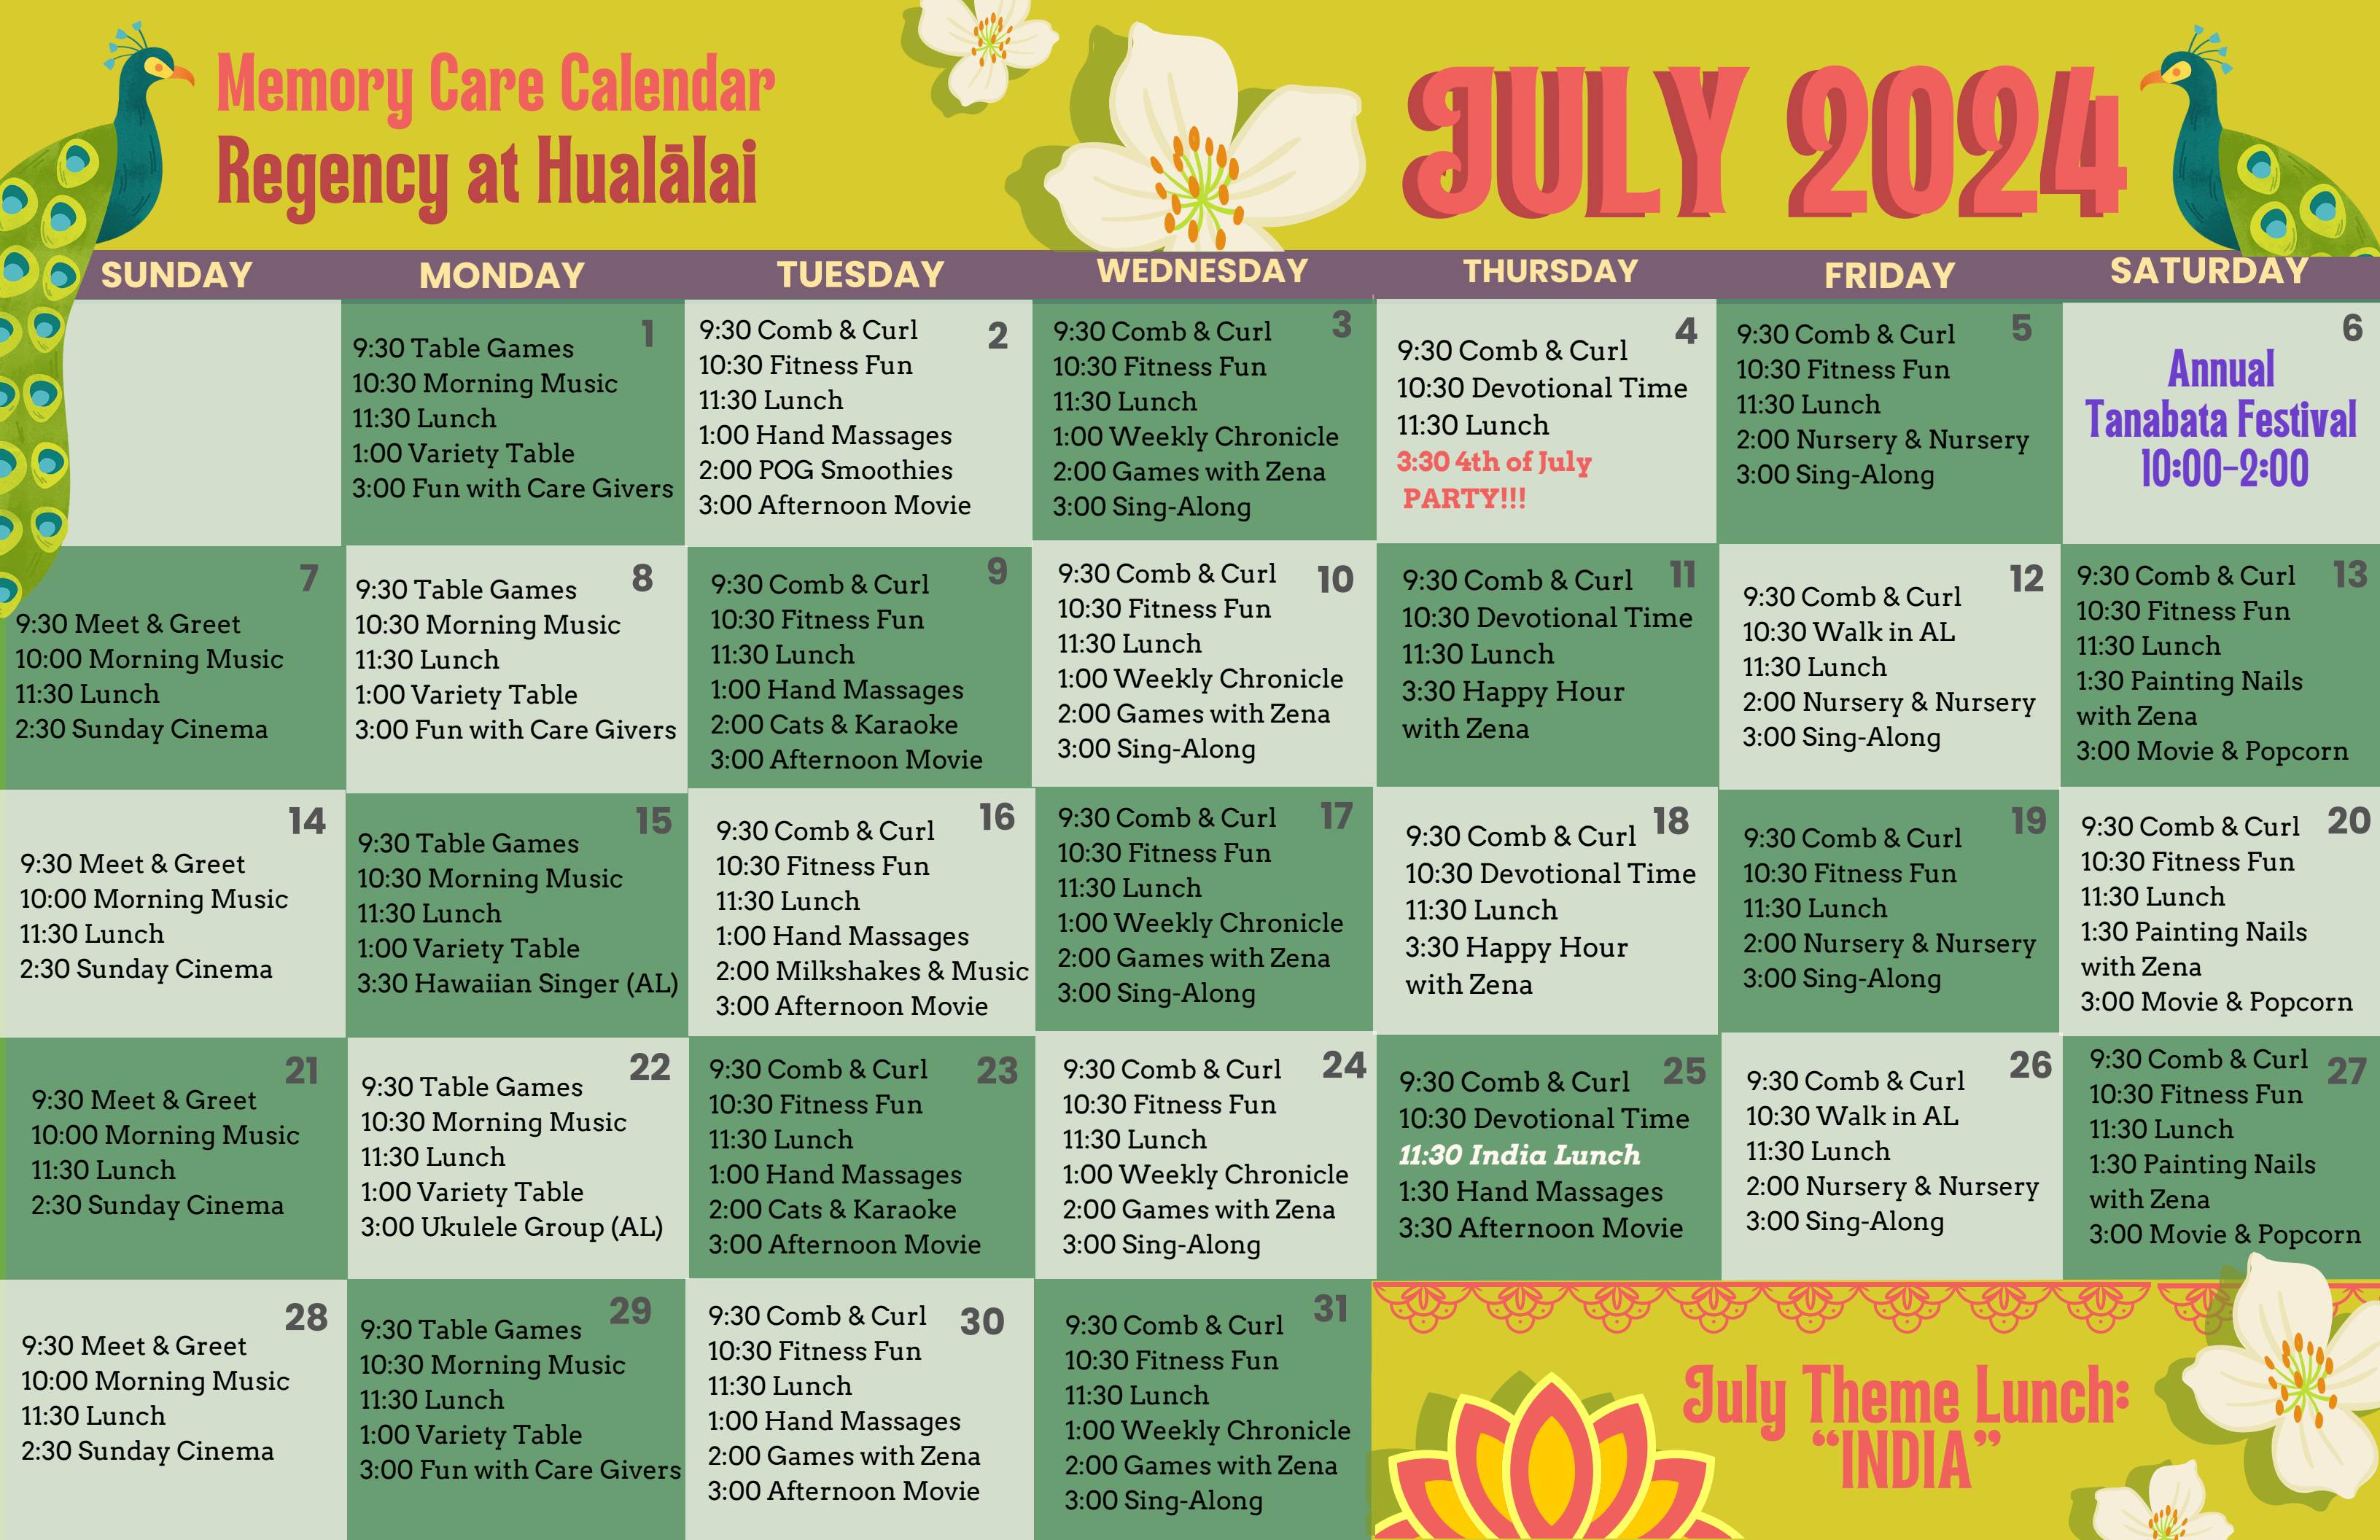 Memory Care Calendar
Regency at Hualālai
JULY 2024
SUNDAY
MONDAY
TUESDAY
WEDNESDAY
THURSDAY
FRIDAY
SATURDAY
1
9:30 Table Games
10:30 Morning Music
11:30 Lunch
1:00 Variety Table
3:00 Fun with Care Givers
2
9:30 Comb & Curl
10:30 Fitness Fun
11:30 Lunch
1:00 Hand Massages
2:00 POG Smoothies
3:00 Afternoon Movie
3
9:30 Comb & Curl
10:30 Fitness Fun
11:30 Lunch
1:00 Weekly Chronicle
2:00 Games with Zena
3:00 Sing-Along
4
9:30 Comb & Curl
10:30 Devotional Time
11:30 Lunch
3:30 4th of July
PARTY!!!
5
9:30 Comb & Curl
10:30 Fitness Fun
11:30 Lunch
2:00 Nursery & Nursery
3:00 Sing-Along
6
Annual
Tanabata Festival
10:00-2:00
7
9:30 Meet & Greet
10:00 Morning Music
11:30 Lunch
2:30 Sunday Cinema
8
9:30 Table Games
10:30 Morning Music
11:30 Lunch
1:00 Variety Table
3:00 Fun with Care Givers
9
9:30 Comb & Curl
10:30 Fitness Fun
11:30 Lunch
1:00 Hand Massages
2:00 Cats & Karaoke
3:00 Afternoon Movie
10
9:30 Comb & Curl
10:30 Fitness Fun
11:30 Lunch
1:00 Weekly Chronicle
2:00 Games with Zena
3:00 Sing-Along
11
9:30 Comb & Curl
10:30 Devotional Time
11:30 Lunch
3:30 Happy Hour
with Zena
12
9:30 Comb & Curl
10:30 Walk in AL
11:30 Lunch
2:00 Nursery & Nursery
3:00 Sing-Along
13
9:30 Comb & Curl
10:30 Fitness Fun
11:30 Lunch
1:30 Painting Nails
with Zena
3:00 Movie & Popcorn
14
9:30 Meet & Greet
10:00 Morning Music
11:30 Lunch
2:30 Sunday Cinema
15
9:30 Table Games
10:30 Morning Music
11:30 Lunch
1:00 Variety Table
3:30 Hawaiian Singer (AL)
16
9:30 Comb & Curl
10:30 Fitness Fun
11:30 Lunch
1:00 Hand Massages
2:00 Milkshakes & Music
3:00 Afternoon Movie
17
9:30 Comb & Curl
10:30 Fitness Fun
11:30 Lunch
1:00 Weekly Chronicle
2:00 Games with Zena
3:00 Sing-Along
18
9:30 Comb & Curl
10:30 Devotional Time
11:30 Lunch
3:30 Happy Hour
with Zena
19
9:30 Comb & Curl
10:30 Fitness Fun
11:30 Lunch
2:00 Nursery & Nursery
3:00 Sing-Along
20
9:30 Comb & Curl
10:30 Fitness Fun
11:30 Lunch
1:30 Painting Nails
with Zena
3:00 Movie & Popcorn
21
9:30 Meet & Greet
10:00 Morning Music
11:30 Lunch
2:30 Sunday Cinema
22
9:30 Table Games
10:30 Morning Music
11:30 Lunch
1:00 Variety Table
3:00 Ukulele Group (AL)
23
9:30 Comb & Curl
10:30 Fitness Fun
11:30 Lunch
1:00 Hand Massages
2:00 Cats & Karaoke
3:00 Afternoon Movie
24
9:30 Comb & Curl
10:30 Fitness Fun
11:30 Lunch
1:00 Weekly Chronicle
2:00 Games with Zena
3:00 Sing-Along
25
9:30 Comb & Curl
10:30 Devotional Time
11:30 India Lunch
1:30 Hand Massages
3:30 Afternoon Movie
26
9:30 Comb & Curl
10:30 Walk in AL
11:30 Lunch
2:00 Nursery & Nursery
3:00 Sing-Along
27
9:30 Comb & Curl
10:30 Fitness Fun
11:30 Lunch
1:30 Painting Nails
with Zena
3:00 Movie & Popcorn
28
9:30 Meet & Greet
10:00 Morning Music
11:30 Lunch
2:30 Sunday Cinema
29
9:30 Table Games
10:30 Morning Music
11:30 Lunch
1:00 Variety Table
3:00 Fun with Care Givers
30
9:30 Comb & Curl
10:30 Fitness Fun
11:30 Lunch
1:00 Hand Massages
2:00 Games with Zena
3:00 Afternoon Movie
31
9:30 Comb & Curl
10:30 Fitness Fun
11:30 Lunch
1:00 Weekly Chronicle
2:00 Games with Zena
3:00 Sing-Along
July Theme Lunch:
“INDIA”